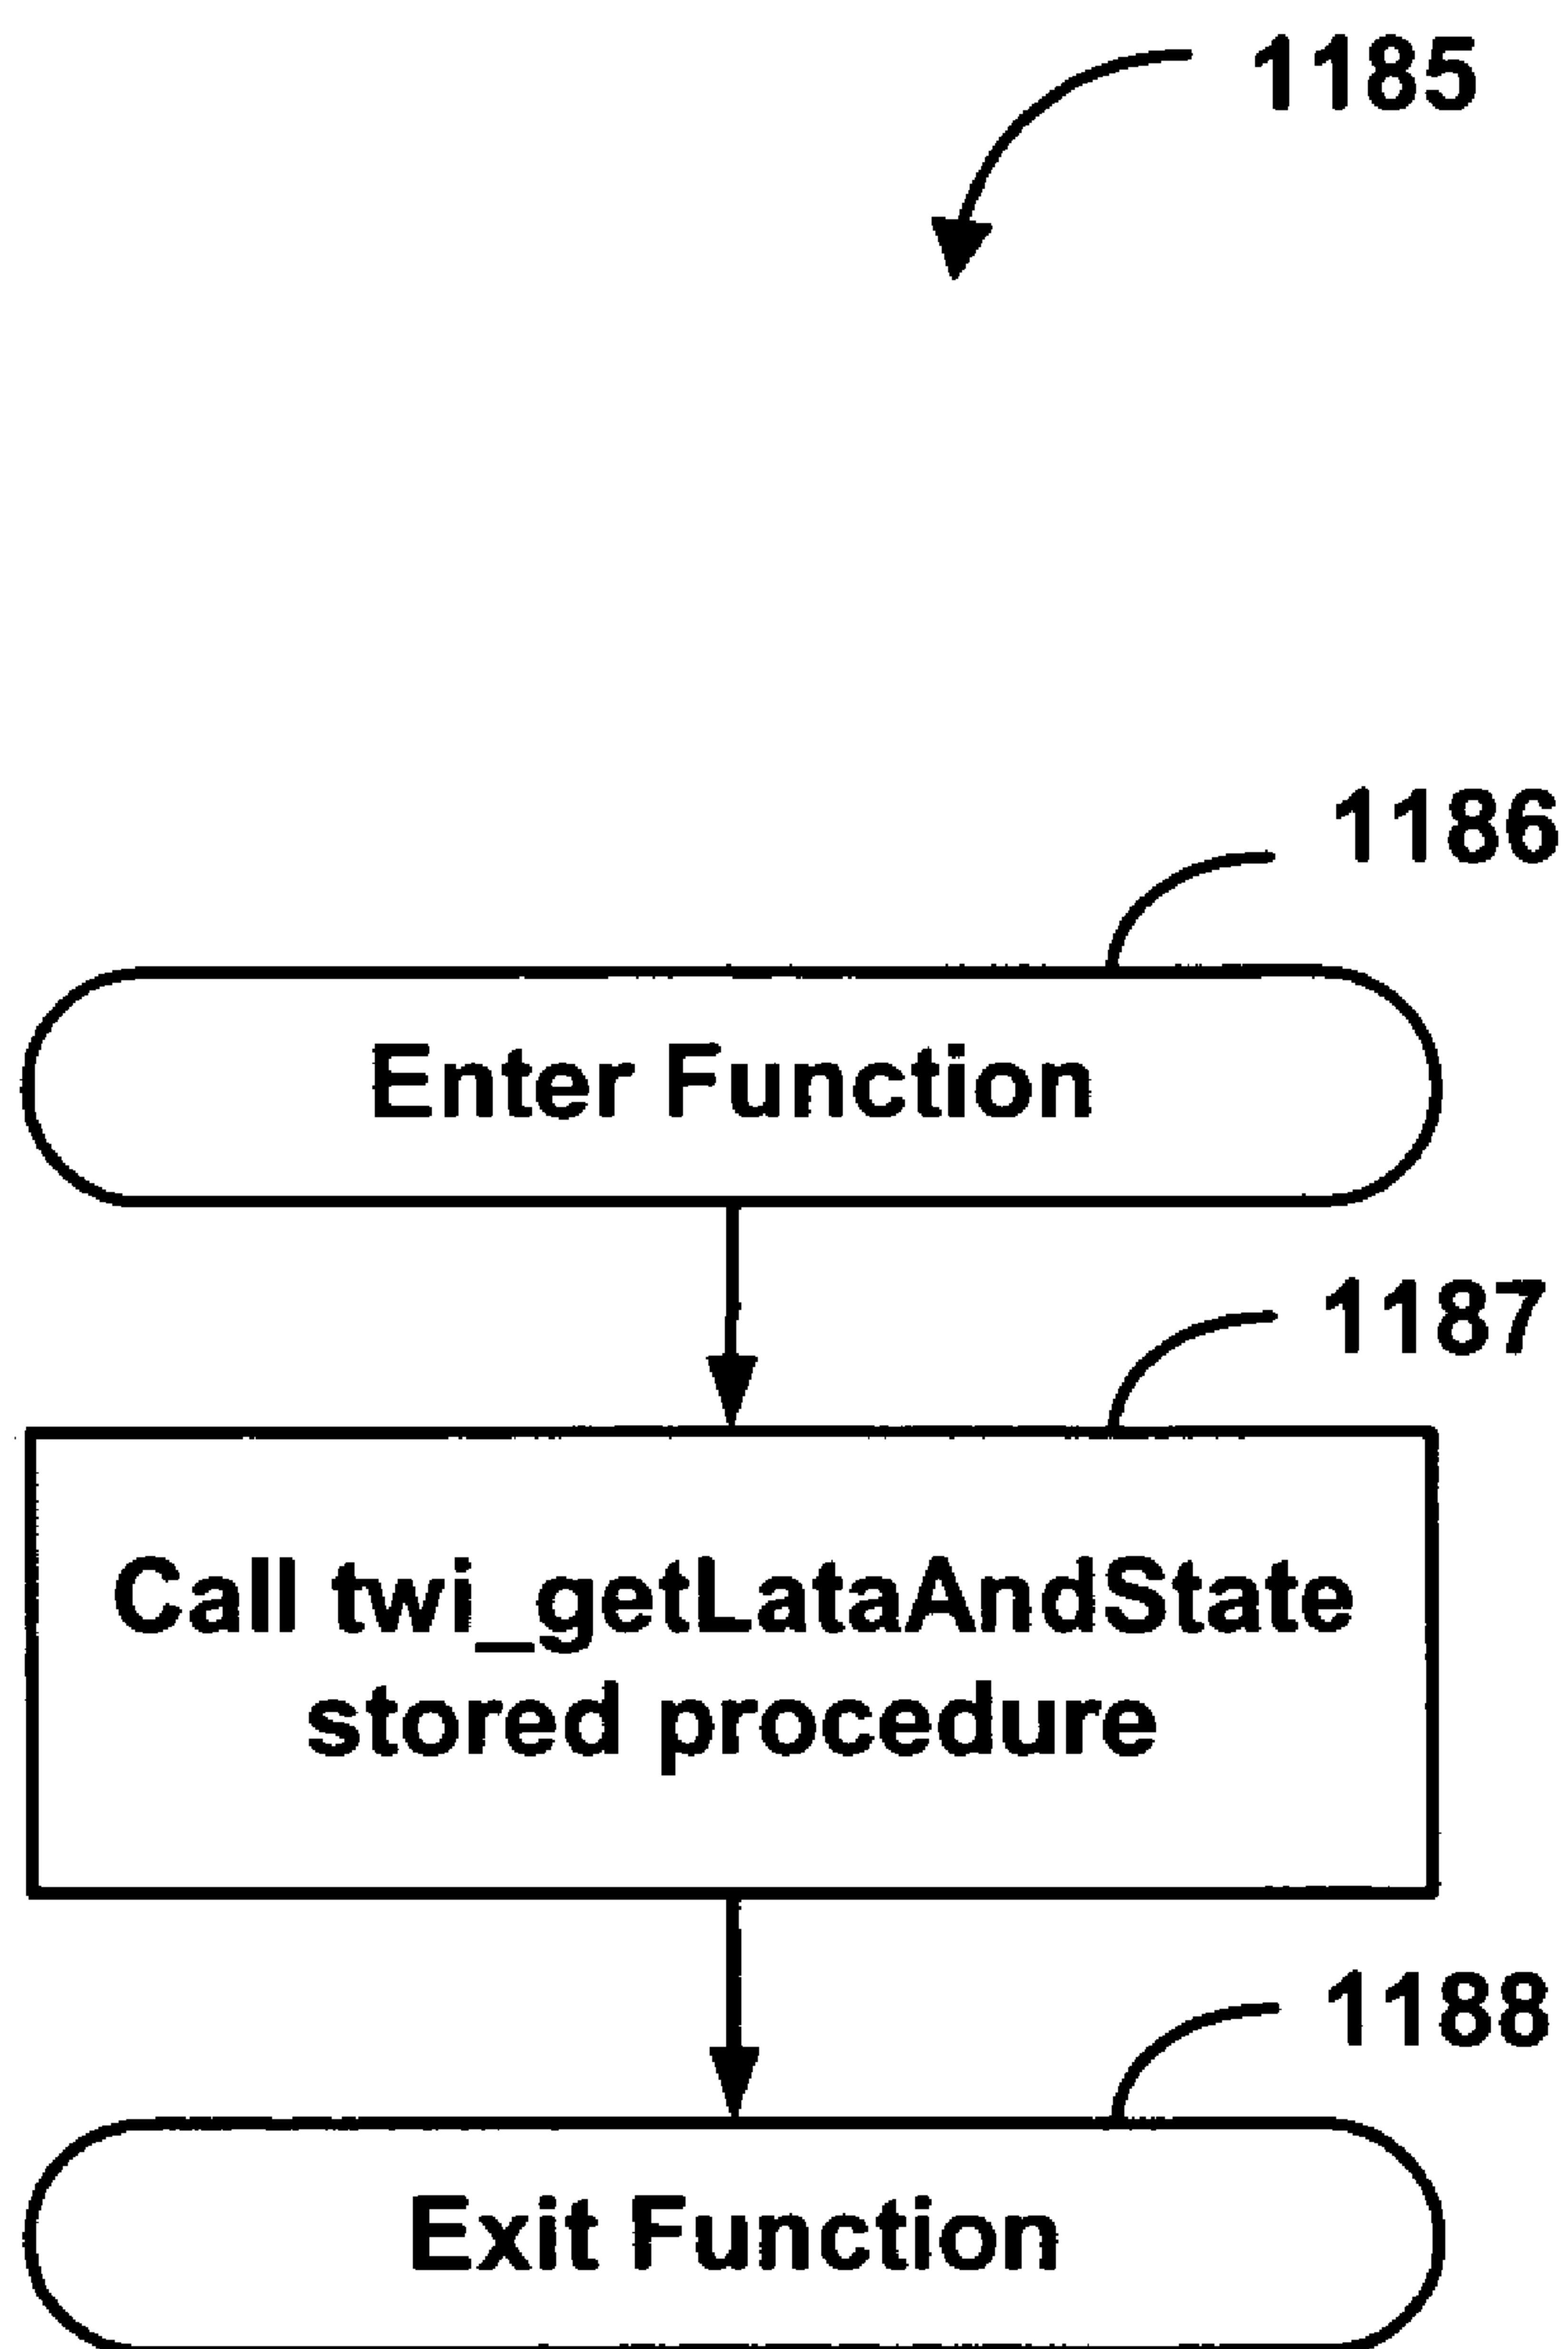 1185
1186
Enter Function
1187
Call twi_getLataAndState
stored procedure
1188
Exit Function